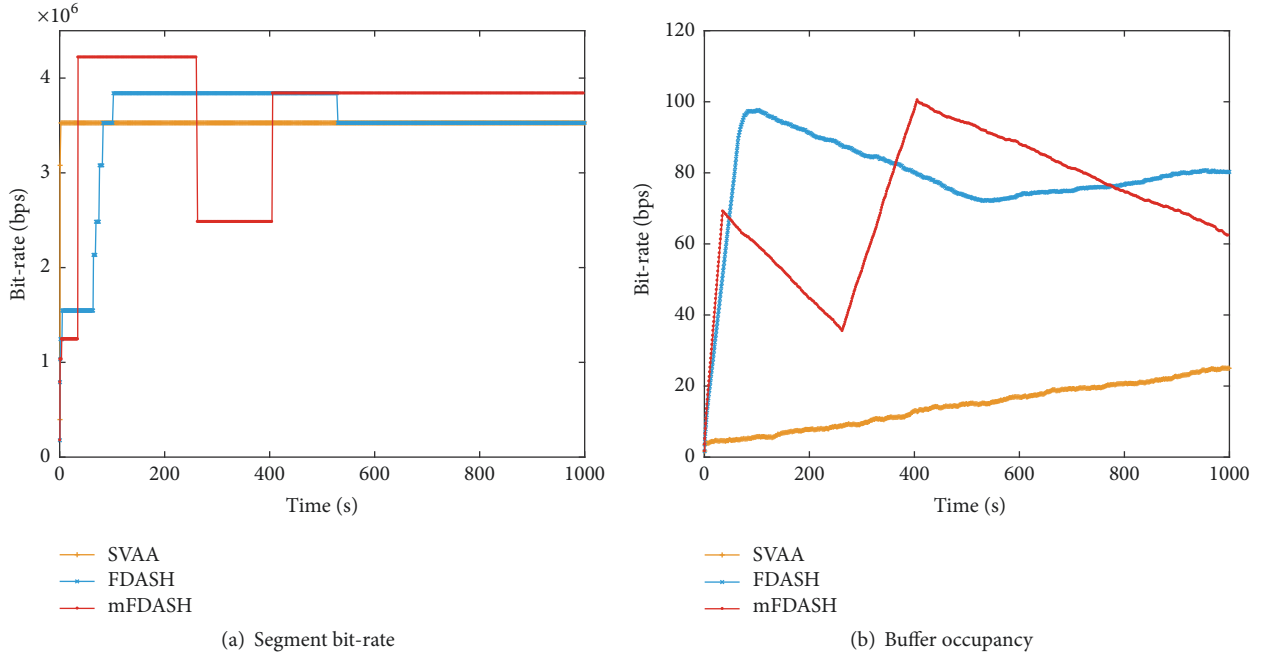 ×10⁶
4
3
2
1
0
Bit-rate (bps)
0 200 400 600 800 1000
Time (s)
SVAA
FDASH
mFDASH
(a) Segment bit-rate
120
100
80
60
40
20
0
Bit-rate (bps)
0 200 400 600 800 1000
Time (s)
SVAA
FDASH
mFDASH
(b) Buffer occupancy